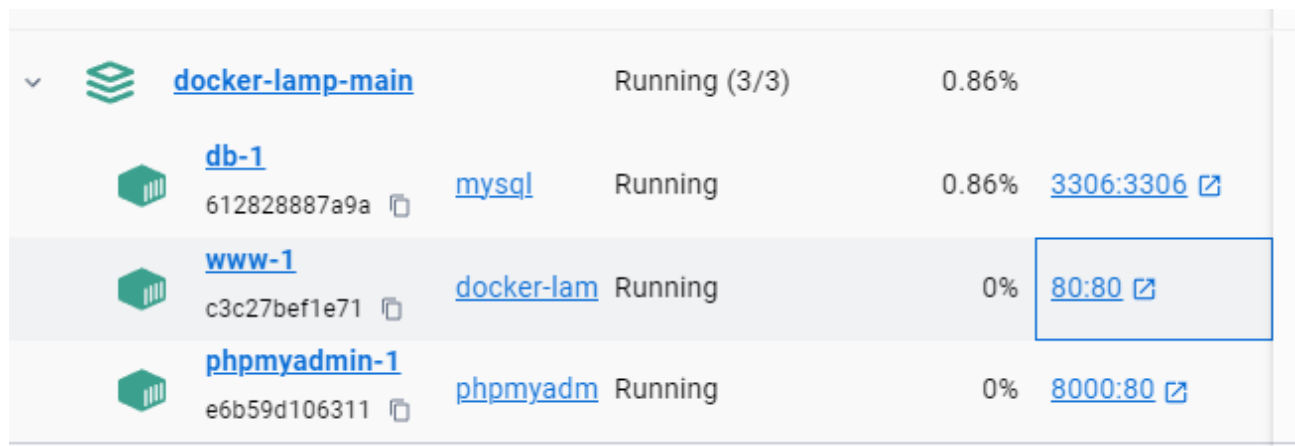 docker-lamp-main Running (3/3) 0.86%
db-1
612828887a9a mysql Running 0.86% 3306:3306
www-1
c3c27bef1e71 docker-lam Running 0% 80:80
phpmyadmin-1
e6b59d106311 phpmyadm Running 0% 8000:80